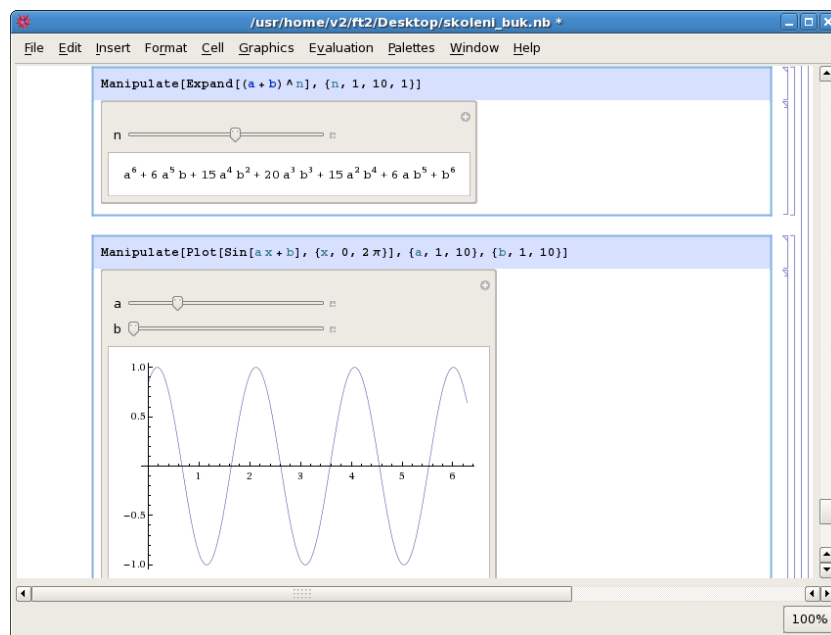 /usr/home/v2/ft2/Desktop/skoleni_buk.nb *
File Edit Insert Format Cell Graphics Evaluation Palettes Window Help
Manipulate[Expand[(a + b) ^ n], {n, 1, 10, 1}]
n
a⁶ + 6 a⁵ b + 15 a⁴ b² + 20 a³ b³ + 15 a² b⁴ + 6 a b⁵ + b⁶
Manipulate[Plot[Sin[a x + b], {x, 0, 2 π}], {a, 1, 10}, {b, 1, 10}]
a
b
1.0
0.5
1 2 3 4 5 6
-0.5
-1.0
100%